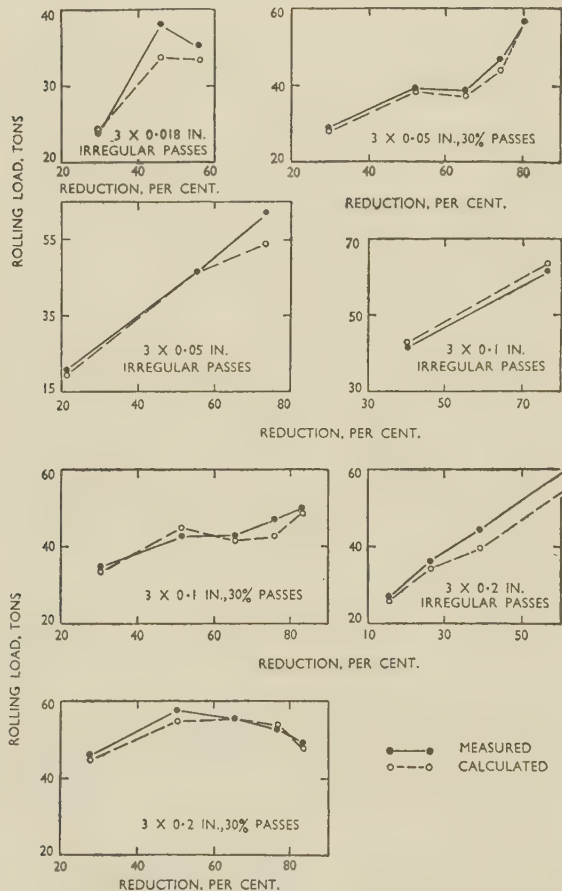 ROLLING LOAD, TONS
40
30
20
3 × 0·018 IN.
IRREGULAR PASSES
20 40 60
REDUCTION, PER CENT.
60
40
20
3 × 0·05 IN., 30% PASSES
20 40 60 80
REDUCTION, PER CENT.
55
35
15
3 × 0·05 IN.
IRREGULAR PASSES
20 40 60 80
70
50
30
3 × 0·1 IN.
IRREGULAR PASSES
30 50 70
REDUCTION, PER CENT.
ROLLING LOAD, TONS
60
40
20
3 × 0·1 IN., 30% PASSES
20 40 60 80
60
40
20
3 × 0·2 IN.
IRREGULAR PASSES
10 30 50
REDUCTION, PER CENT.
60
40
20
3 × 0·2 IN., 30% PASSES
20 40 60 80
REDUCTION, PER CENT.
MEASURED
CALCULATED